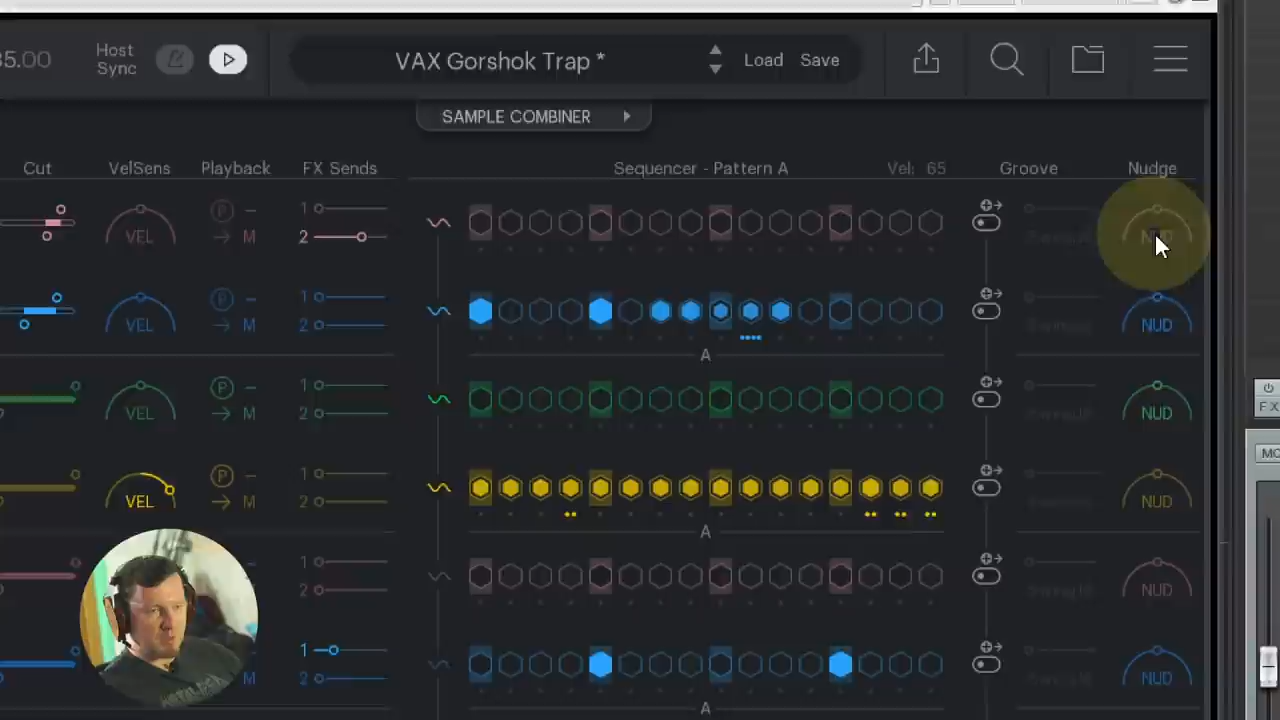 35.00
Host Sync
VAX Gorshok Trap *
Load Save
SAMPLE COMBINER
Cut VelSens Playback FX Sends Sequencer - Pattern A Vel: 65 Groove Nudge
VEL P M 1 2 NUD
VEL P M 1 2 NUD
A
VEL P M 1 2 NUD
VEL P M 1 2 NUD
A
1 2 NUD
M 1 2 NUD
A
FX